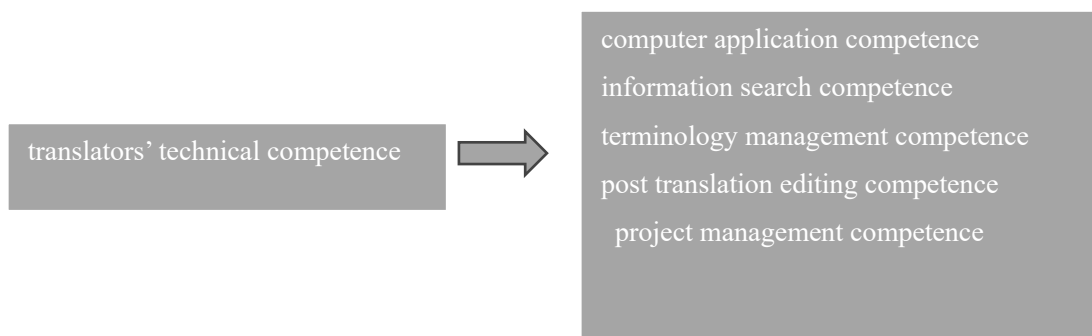 translators’ technical competence
computer application competence
information search competence
terminology management competence
post translation editing competence
project management competence